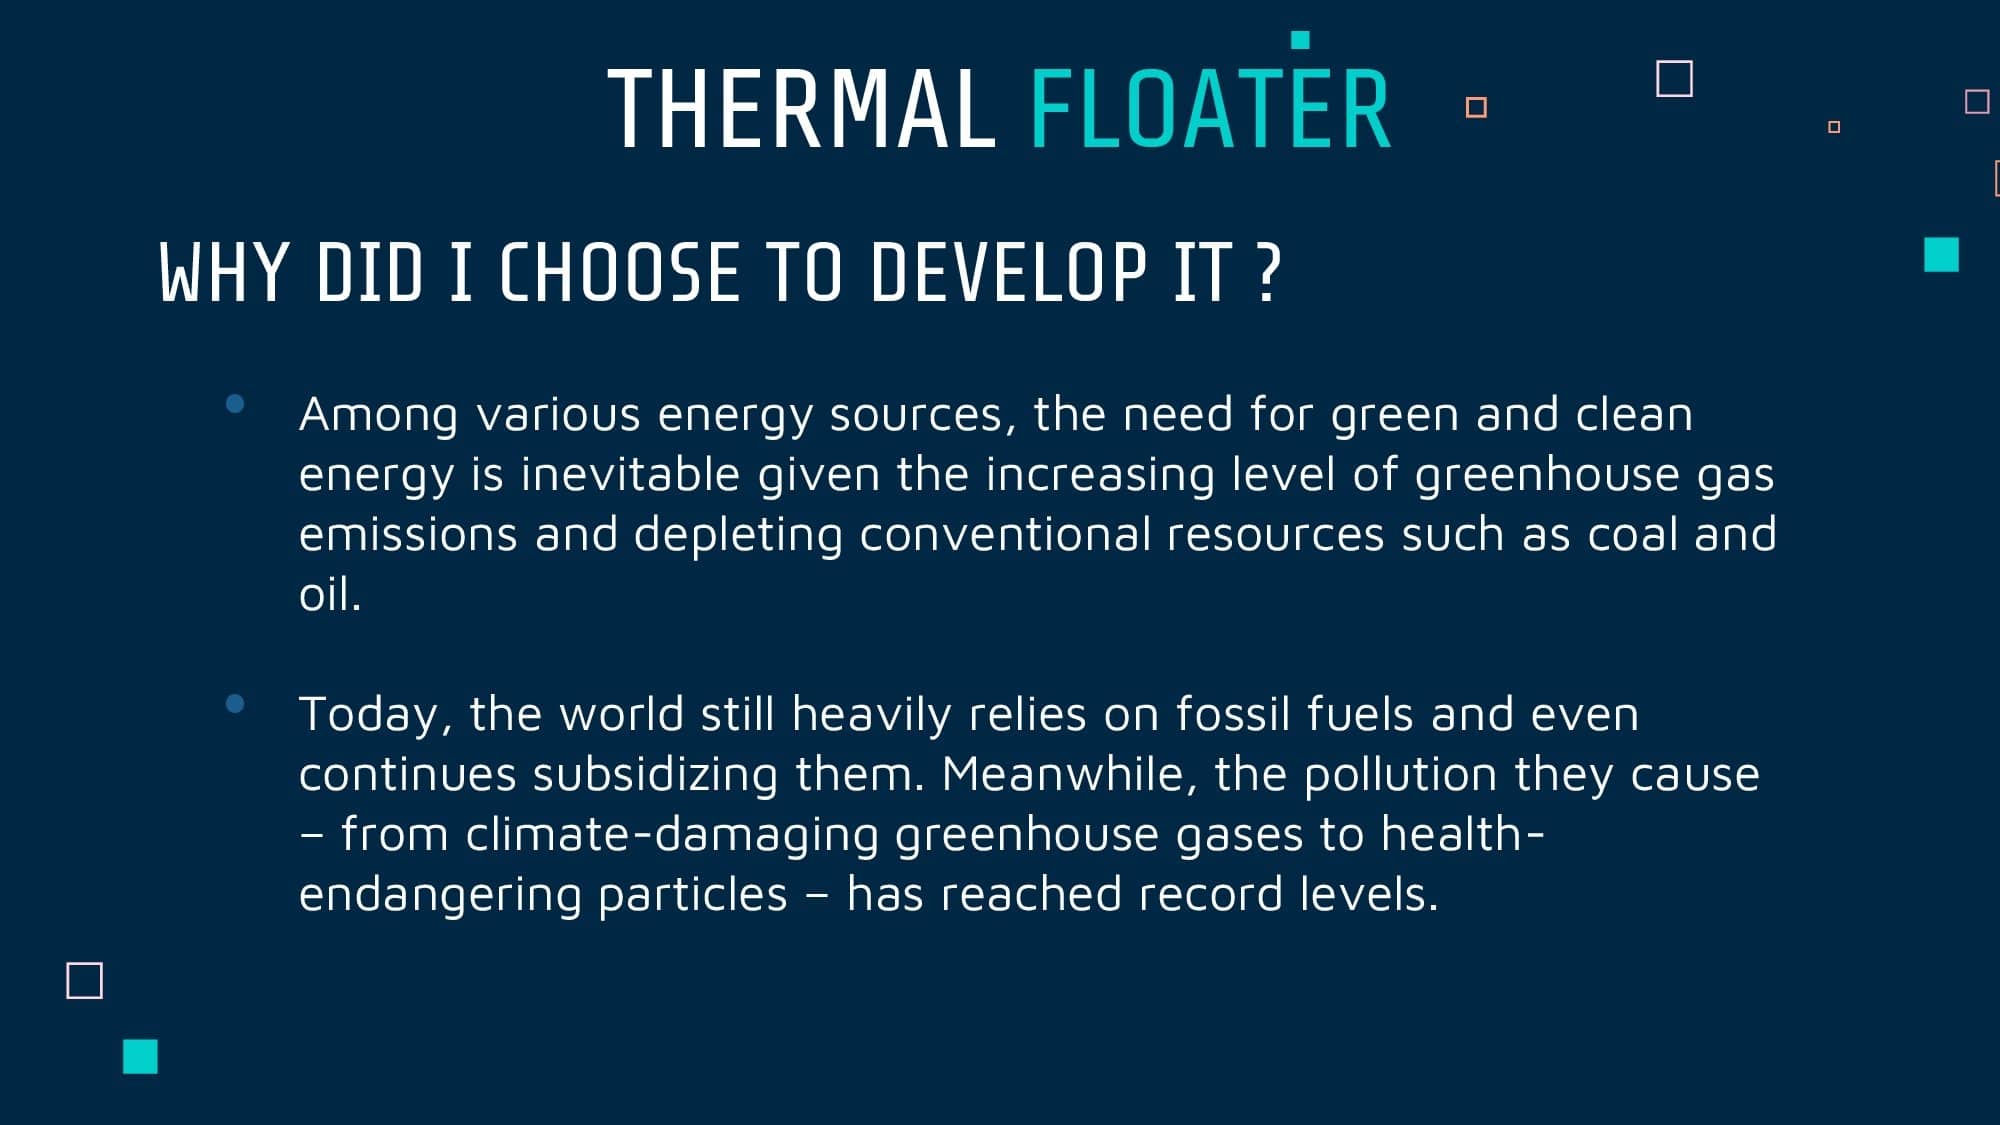 THERMAL FLOATER
WHY DID I CHOOSE TO DEVELOP IT ?
• Among various energy sources, the need for green and clean
energy is inevitable given the increasing level of greenhouse gas
emissions and depleting conventional resources such as coal and
oil.
• Today, the world still heavily relies on fossil fuels and even
continues subsidizing them. Meanwhile, the pollution they cause
– from climate-damaging greenhouse gases to health-
endangering particles – has reached record levels.